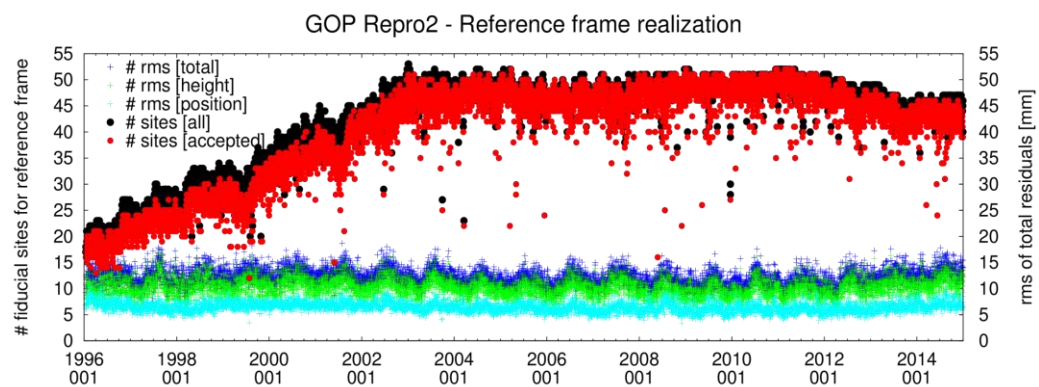 GOP Repro2 - Reference frame realization
# fiducial sites for reference frame
55
50
45
40
35
30
25
20
15
10
5
0
# rms [total]
# rms [height]
# rms [position]
# sites [all]
# sites [accepted]
55
50
45
40
35
30
25
20
15
10
5
0
rms of total residuals [mm]
1996 1998 2000 2002 2004 2006 2008 2010 2012 2014
001 001 001 001 001 001 001 001 001 001